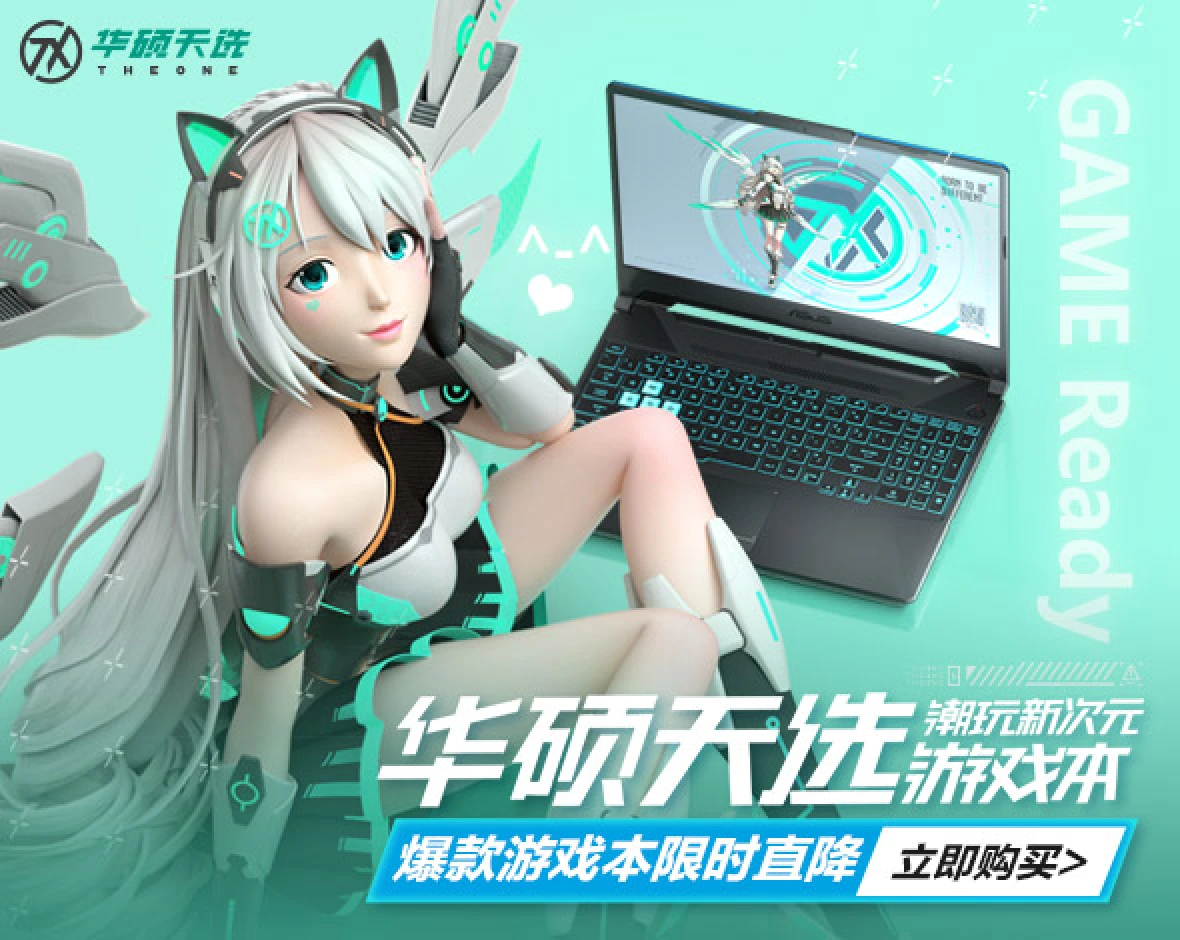 华硕天选
THEONE
^_^
ASUS
GAME Ready
华硕天选
潮玩新次元
游戏本
爆款游戏本限时直降
立即购买>